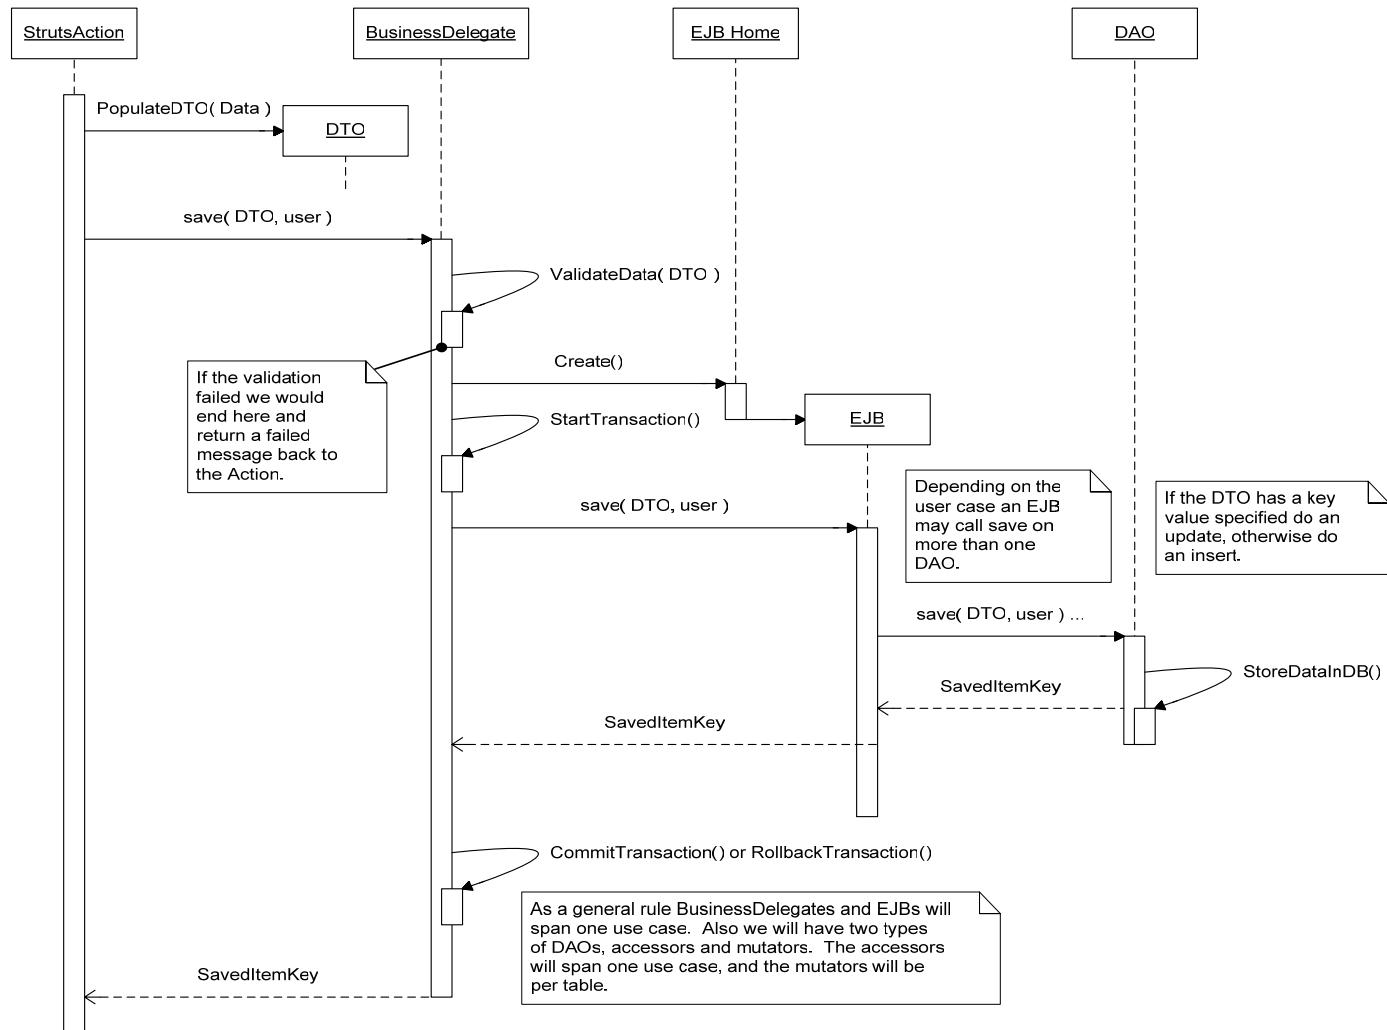 StrutsAction
BusinessDelegate
EJB Home
DAO
PopulateDTO( Data )
DTO
save( DTO, user )
ValidateData( DTO )
If the validation
failed we would
end here and
return a failed
message back to
the Action.
Create()
StartTransaction()
EJB
save( DTO, user )
Depending on the
user case an EJB
may call save on
more than one
DAO.
If the DTO has a key
value specified do an
update, otherwise do
an insert.
save( DTO, user ) ...
StoreDataInDB()
SavedItemKey
SavedItemKey
CommitTransaction() or RollbackTransaction()
As a general rule BusinessDelegates and EJBs will
span one use case.  Also we will have two types
of DAOs, accessors and mutators.  The accessors
will span one use case, and the mutators will be
per table.
SavedItemKey